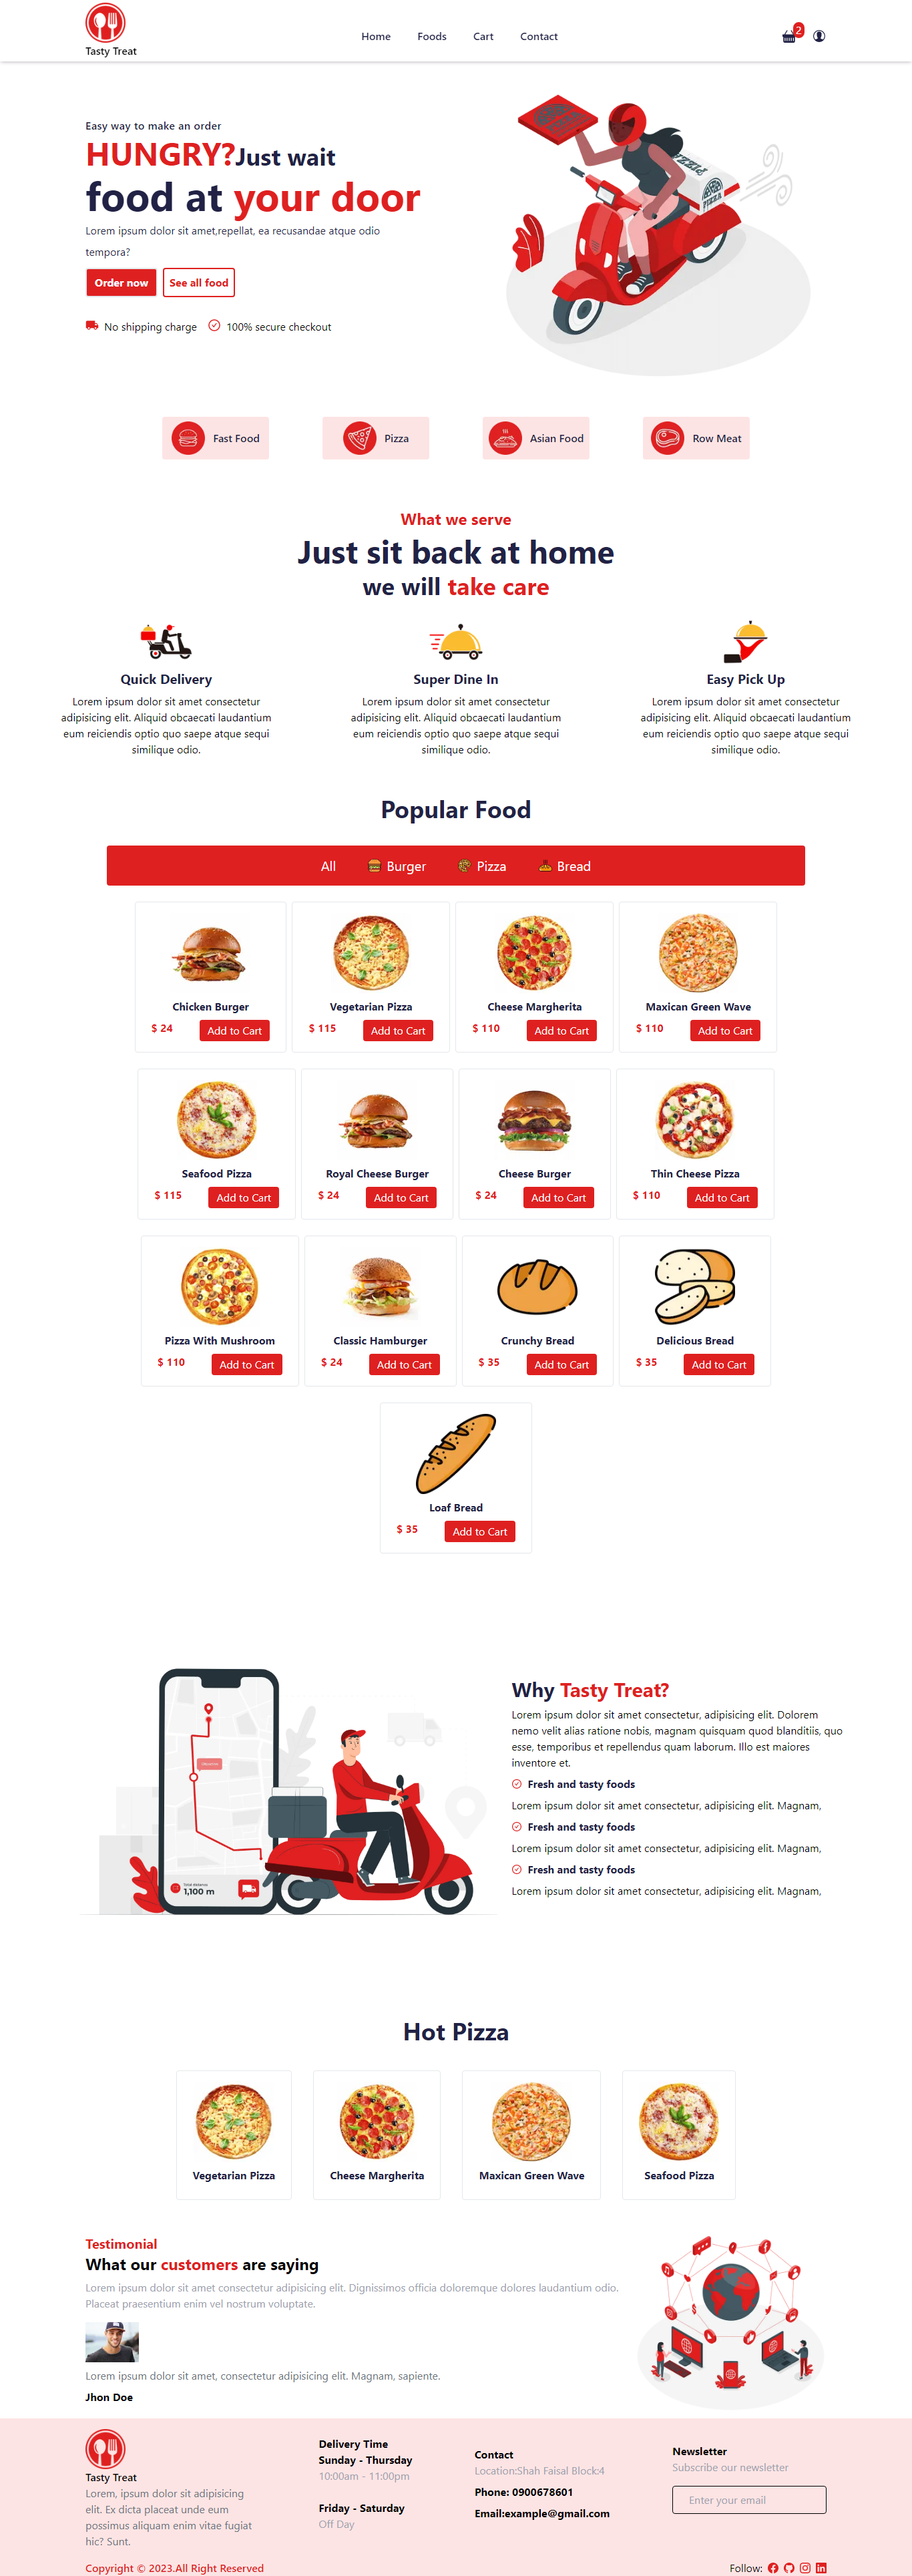 Tasty Treat
Home Foods Cart Contact
2
Easy way to make an order
HUNGRY?Just wait
food at your door
Lorem ipsum dolor sit amet,repellat, ea recusandae atque odio
tempora?
Order now See all food
No shipping charge 100% secure checkout
PIZZA
PIZZA
PIZZA
Fast Food Pizza Asian Food Row Meat
What we serve
Just sit back at home
we will take care
Quick Delivery
Lorem ipsum dolor sit amet consectetur
adipisicing elit. Aliquid obcaecati laudantium
eum reiciendis optio quo saepe atque sequi
similique odio.
Super Dine In
Lorem ipsum dolor sit amet consectetur
adipisicing elit. Aliquid obcaecati laudantium
eum reiciendis optio quo saepe atque sequi
similique odio.
Easy Pick Up
Lorem ipsum dolor sit amet consectetur
adipisicing elit. Aliquid obcaecati laudantium
eum reiciendis optio quo saepe atque sequi
similique odio.
Popular Food
All Burger Pizza Bread
Chicken Burger
$ 24 Add to Cart
Vegetarian Pizza
$ 115 Add to Cart
Cheese Margherita
$ 110 Add to Cart
Maxican Green Wave
$ 110 Add to Cart
Seafood Pizza
$ 115 Add to Cart
Royal Cheese Burger
$ 24 Add to Cart
Cheese Burger
$ 24 Add to Cart
Thin Cheese Pizza
$ 110 Add to Cart
Pizza With Mushroom
$ 110 Add to Cart
Classic Hamburger
$ 24 Add to Cart
Crunchy Bread
$ 35 Add to Cart
Delicious Bread
$ 35 Add to Cart
Loaf Bread
$ 35 Add to Cart
Total distance
1,100 m
Why Tasty Treat?
Lorem ipsum dolor sit amet consectetur, adipisicing elit. Dolorem
nemo velit alias ratione nobis, magnam quisquam quod blanditiis, quo
esse, temporibus et repellendus quam laborum. Illo est maiores
inventore et.
Fresh and tasty foods
Lorem ipsum dolor sit amet consectetur, adipisicing elit. Magnam,
Fresh and tasty foods
Lorem ipsum dolor sit amet consectetur, adipisicing elit. Magnam,
Fresh and tasty foods
Lorem ipsum dolor sit amet consectetur, adipisicing elit. Magnam,
Hot Pizza
Vegetarian Pizza
Cheese Margherita
Maxican Green Wave
Seafood Pizza
Testimonial
What our customers are saying
Lorem ipsum dolor sit amet consectetur adipisicing elit. Dignissimos officia doloremque dolores laudantium odio.
Placeat praesentium enim vel nostrum voluptate.
Lorem ipsum dolor sit amet, consectetur adipisicing elit. Magnam, sapiente.
Jhon Doe
Tasty Treat
Lorem, ipsum dolor sit amet adipisicing
elit. Ex dicta placeat unde eum
possimus aliquam enim vitae fugiat
hic? Sunt.
Delivery Time
Sunday - Thursday
10:00am - 11:00pm
Friday - Saturday
Off Day
Contact
Location:Shah Faisal Block:4
Phone: 0900678601
Email:example@gmail.com
Newsletter
Subscribe our newsletter
Enter your email
Copyright © 2023.All Right Reserved
Follow: